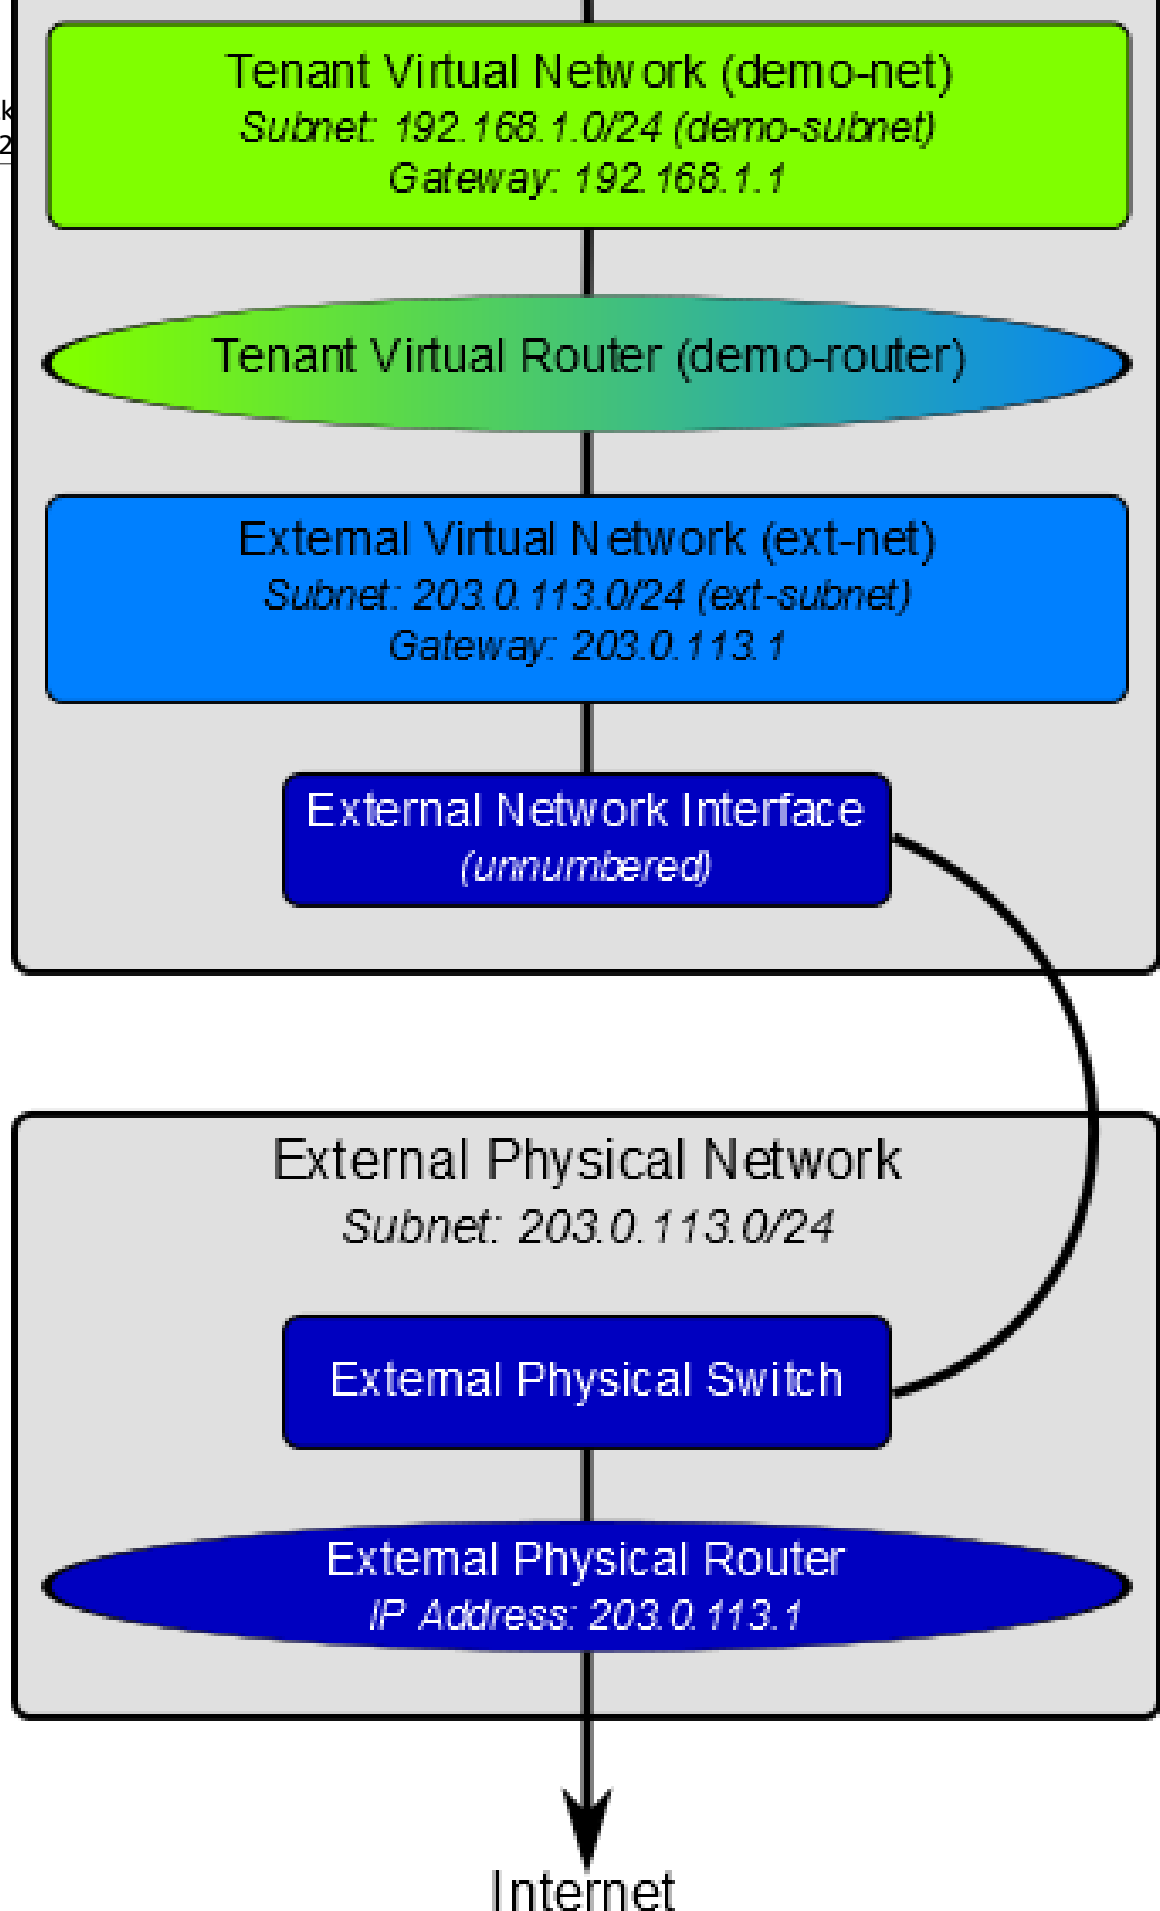 Tenant Virtual Network (demo-net)
Subnet: 192.168.1.0/24 (demo-subnet)
Gateway: 192.168.1.1
Tenant Virtual Router (demo-router)
External Virtual Network (ext-net)
Subnet: 203.0.113.0/24 (ext-subnet)
Gateway: 203.0.113.1
External Network Interface
(unnumbered)
External Physical Network
Subnet: 203.0.113.0/24
External Physical Switch
External Physical Router
IP Address: 203.0.113.1
Internet